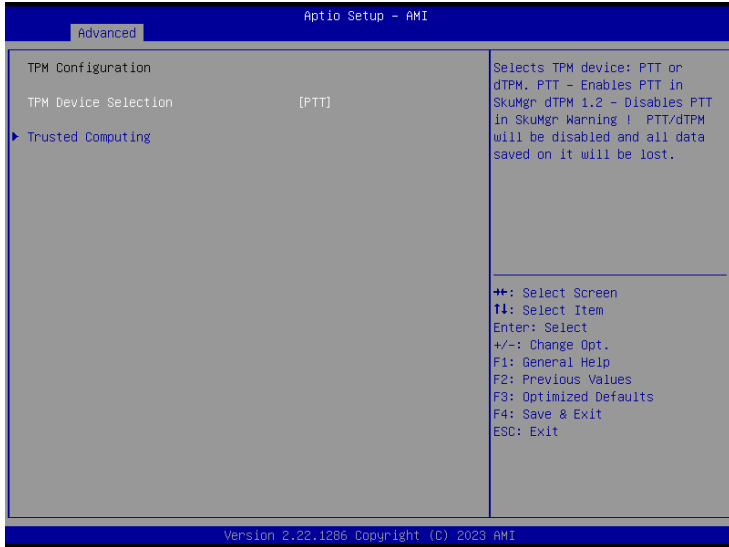 Aptio Setup – AMI
Advanced
TPM Configuration
TPM Device Selection [PTT]
Trusted Computing
Selects TPM device: PTT or
dTPM. PTT – Enables PTT in
SkuMgr dTPM 1.2 – Disables PTT
in SkuMgr Warning ! PTT/dTPM
will be disabled and all data
saved on it will be lost.
→←: Select Screen
↑↓: Select Item
Enter: Select
+/–: Change Opt.
F1: General Help
F2: Previous Values
F3: Optimized Defaults
F4: Save & Exit
ESC: Exit
Version 2.22.1286 Copyright (C) 2023 AMI